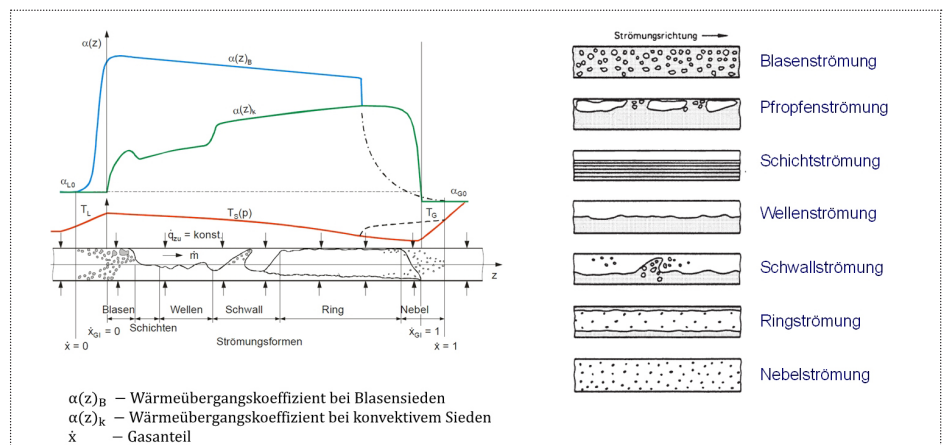 α(z)
α(z)B
α(z)k
αL0
αG0
TL
TS(p)
TG
q̇zu = konst.
ṁ
z
Blasen
Schichten
Wellen
Schwall
Ring
Nebel
ẋGl = 0
ẋGl = 1
ẋ = 0
Strömungsformen
ẋ = 1
α(z)B – Wärmeübergangskoeffizient bei Blasensieden
α(z)k – Wärmeübergangskoeffizient bei konvektivem Sieden
ẋ – Gasanteil
Strömungsrichtung
Blasenströmung
Pfropfenströmung
Schichtströmung
Wellenströmung
Schwallströmung
Ringströmung
Nebelströmung